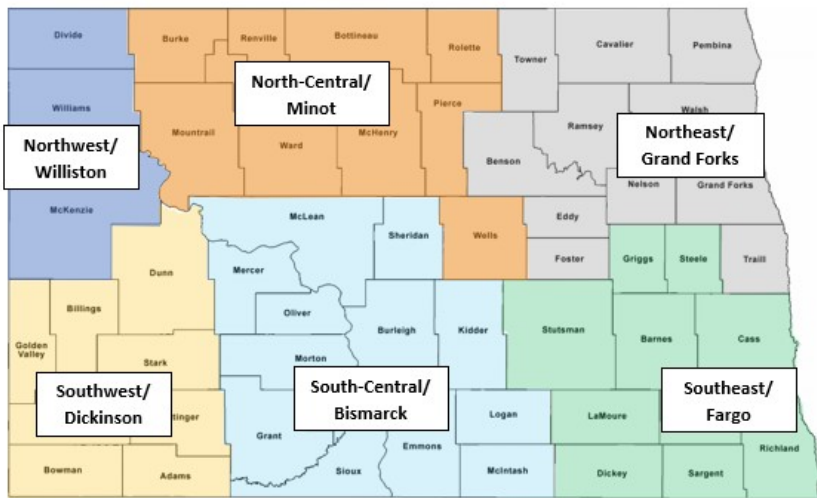 Divide
Burke
Renville
Bottineau
Rolette
Towner
Cavalier
Pembina
North-Central/
Minot
Williams
Mountrail
Ward
McHenry
Pierce
Ramsey
Walsh
Northwest/
Williston
Northeast/
Grand Forks
Benson
Nelson
Grand Forks
McKenzie
McLean
Sheridan
Wells
Eddy
Foster
Griggs
Steele
Traill
Dunn
Mercer
Oliver
Billings
Golden
Valley
Stark
Morton
Burleigh
Kidder
Stutsman
Barnes
Cass
Southwest/
Dickinson
South-Central/
Bismarck
Southeast/
Fargo
Grant
Logan
LaMoure
Emmons
Richland
Bowman
Adams
Sioux
McIntash
Dickey
Sargent